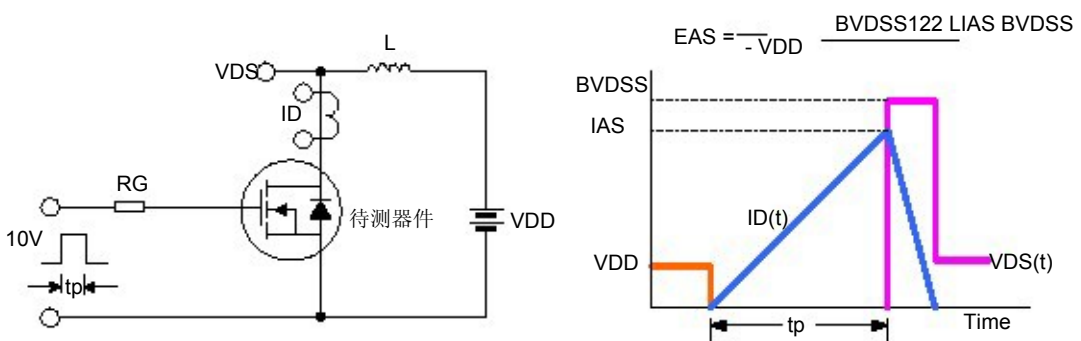 L
VDS
ID
RG
10V
tp
待测器件
VDD
EAS = — BVDSS122 LIAS BVDSS
- VDD
BVDSS
IAS
ID(t)
VDD
VDS(t)
tp
Time